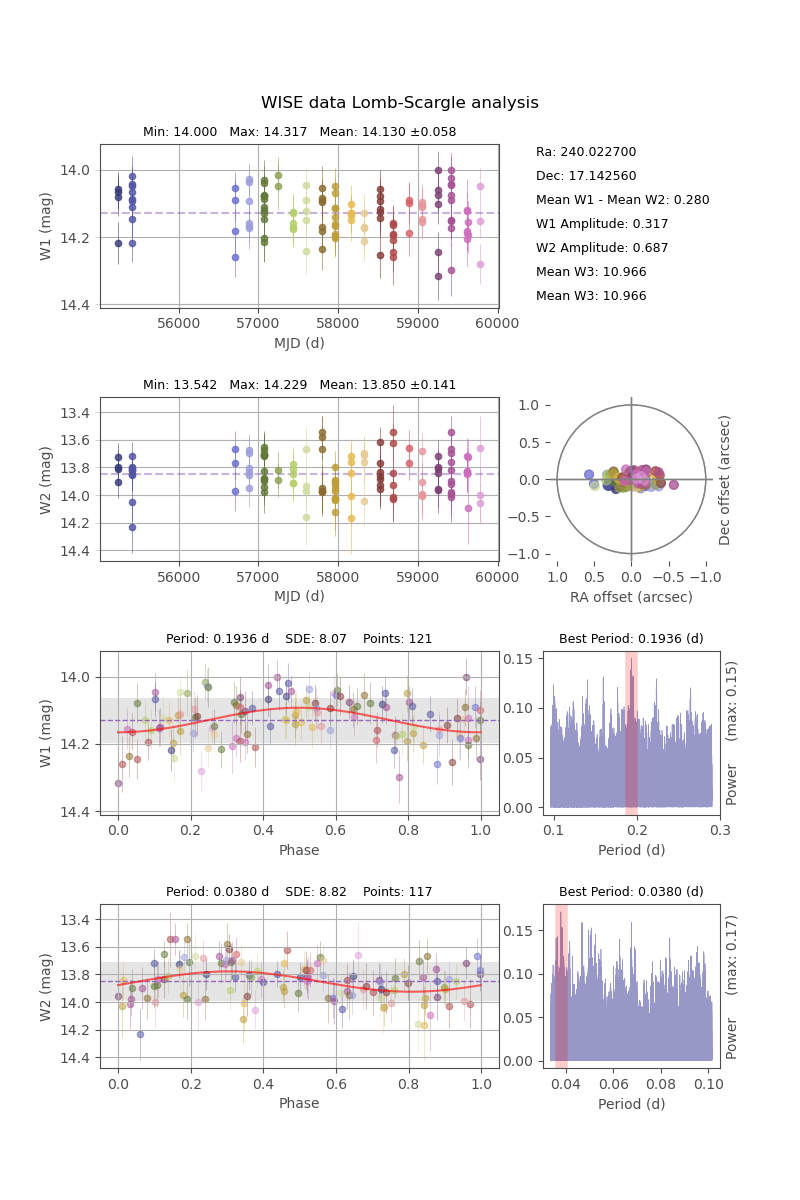 WISE data Lomb-Scargle analysis
Min: 14.000   Max: 14.317   Mean: 14.130 ±0.058
14.0
14.2
14.4
W1 (mag)
56000
57000
58000
59000
60000
MJD (d)
Ra: 240.022700
Dec: 17.142560
Mean W1 - Mean W2: 0.280
W1 Amplitude: 0.317
W2 Amplitude: 0.687
Mean W3: 10.966
Mean W3: 10.966
Min: 13.542   Max: 14.229   Mean: 13.850 ±0.141
13.4
13.6
13.8
14.0
14.2
14.4
W2 (mag)
56000
57000
58000
59000
60000
MJD (d)
1.0
0.5
0.0
−0.5
−1.0
Dec offset (arcsec)
1.0
0.5
0.0
−0.5
−1.0
RA offset (arcsec)
Period: 0.1936 d    SDE: 8.07    Points: 121
14.0
14.2
14.4
W1 (mag)
0.0
0.2
0.4
0.6
0.8
1.0
Phase
Best Period: 0.1936 (d)
0.15
0.10
0.05
0.00
Power     (max: 0.15)
0.1
0.2
0.3
Period (d)
Period: 0.0380 d    SDE: 8.82    Points: 117
13.4
13.6
13.8
14.0
14.2
14.4
W2 (mag)
0.0
0.2
0.4
0.6
0.8
1.0
Phase
Best Period: 0.0380 (d)
0.15
0.10
0.05
0.00
Power     (max: 0.17)
0.04
0.06
0.08
0.10
Period (d)